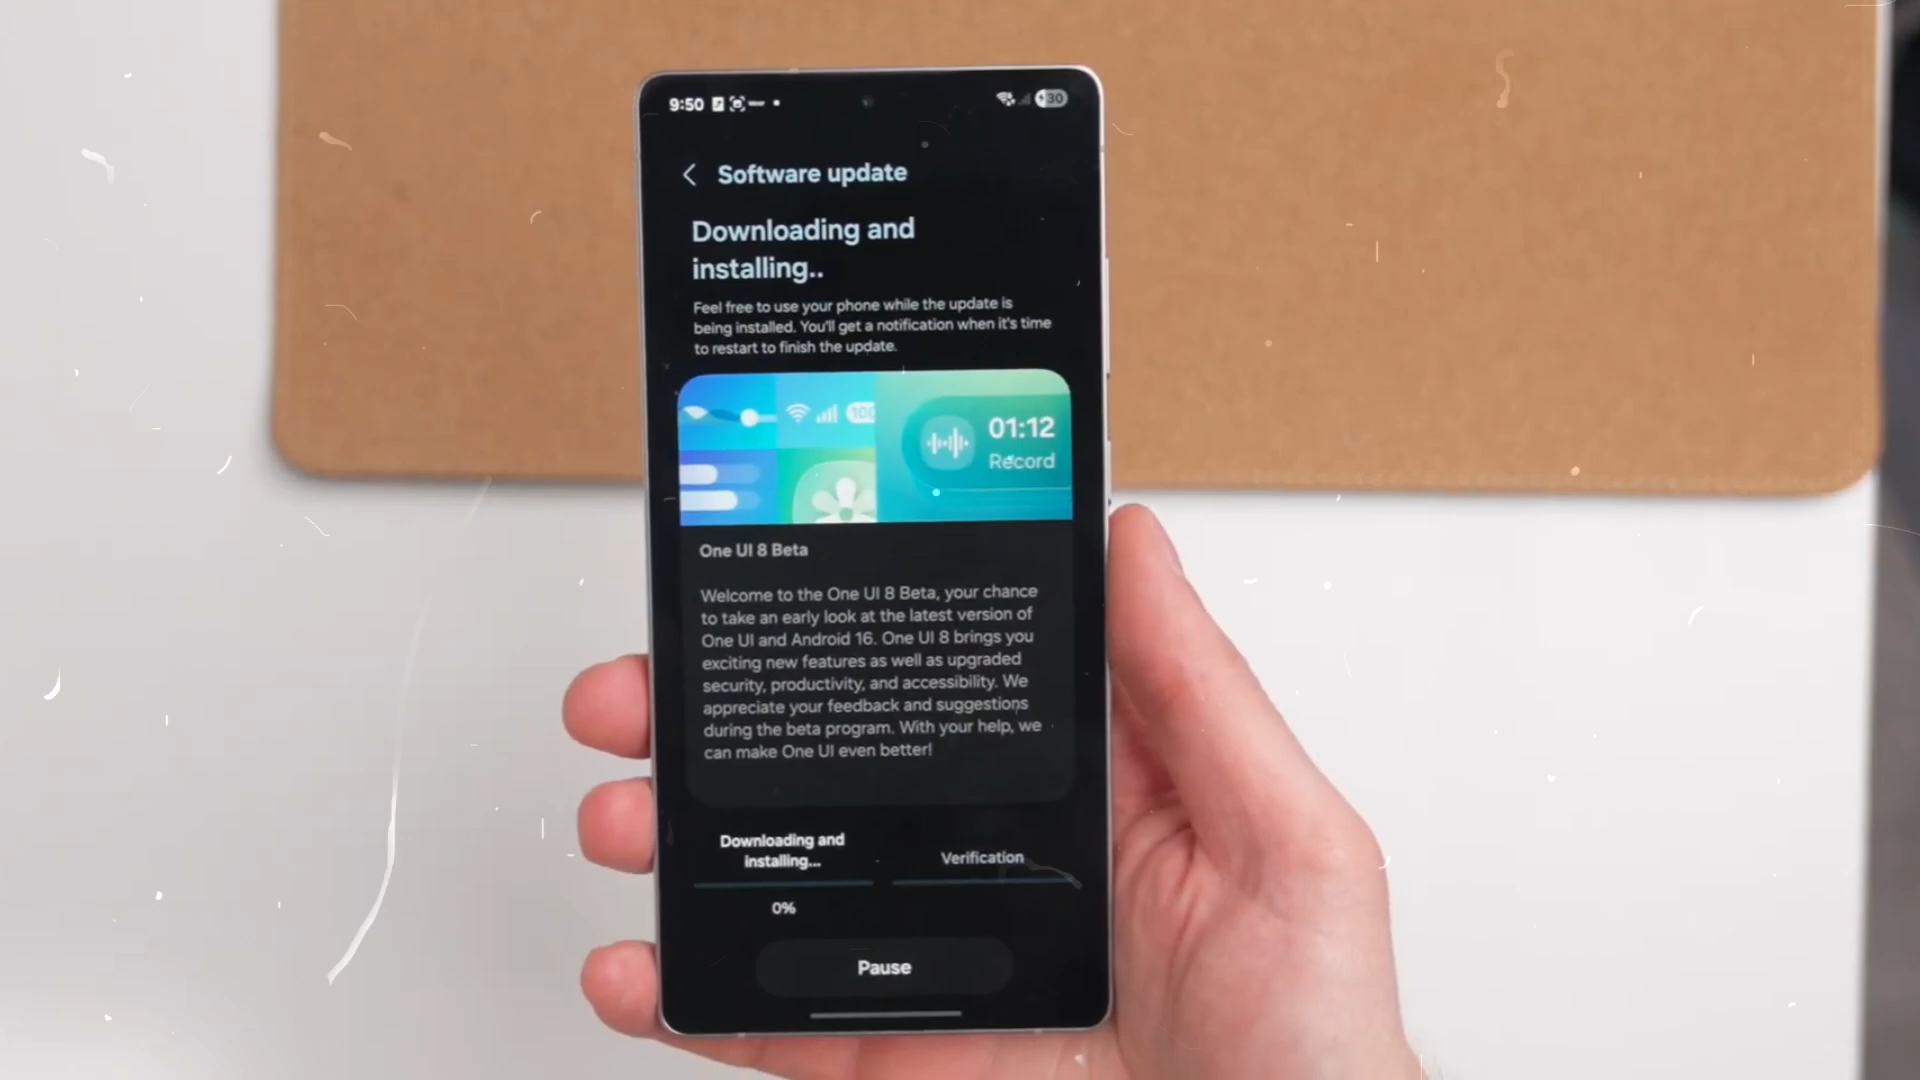 9:50
30
Software update
Downloading and
installing..
Feel free to use your phone while the update is
being installed. You'll get a notification when it's time
to restart to finish the update.
100
01:12
Record
One UI 8 Beta
Welcome to the One UI 8 Beta, your chance
to take an early look at the latest version of
One UI and Android 16. One UI 8 brings you
exciting new features as well as upgraded
security, productivity, and accessibility. We
appreciate your feedback and suggestions
during the beta program. With your help, we
can make One UI even better!
Downloading and
installing...
Verification
0%
Pause